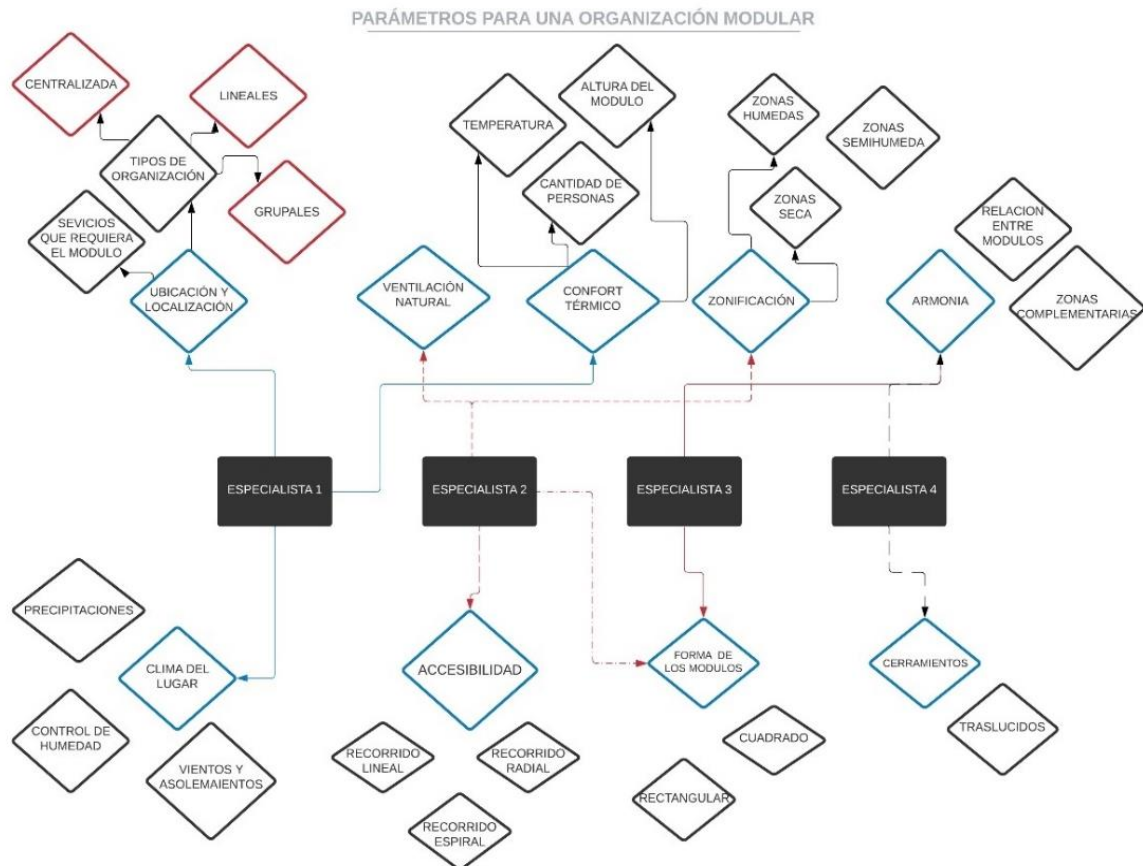 PARÁMETROS PARA UNA ORGANIZACIÓN MODULAR
CENTRALIZADA
LINEALES
TIPOS DE
ORGANIZACIÓN
GRUPALES
SEVICIOS
QUE REQUIERA
EL MODULO
UBICACIÓN Y
LOCALIZACIÓN
TEMPERATURA
ALTURA DEL
MODULO
CANTIDAD DE
PERSONAS
VENTILACIÓN
NATURAL
CONFORT
TÉRMICO
ZONAS
HUMEDAS
ZONAS
SEMIHUMEDA
ZONAS
SECA
ZONIFICACIÓN
RELACION
ENTRE
MODULOS
ARMONIA
ZONAS
COMPLEMENTARIAS
ESPECIALISTA 1
ESPECIALISTA 2
ESPECIALISTA 3
ESPECIALISTA 4
PRECIPITACIONES
CLIMA DEL
LUGAR
CONTROL DE
HUMEDAD
VIENTOS Y
ASOLEMAIENTOS
ACCESIBILIDAD
RECORRIDO
LINEAL
RECORRIDO
RADIAL
RECORRIDO
ESPIRAL
FORMA DE
LOS MODULOS
CUADRADO
RECTANGULAR
CERRAMIENTOS
TRASLUCIDOS